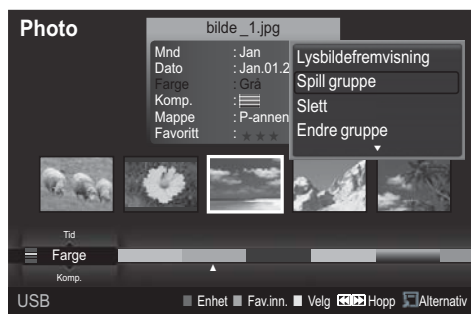 Photo
bilde _1.jpg
Mnd : Jan
Dato : Jan.01.2
Farge : Grå
Komp. :
Mappe : P-annen
Favoritt : ★ ★ ★
Lysbildefremvisning
Spill gruppe
Slett
Endre gruppe
Tid
Farge
Komp.
USB
Enhet Fav.inn. Velg Hopp Alternativ